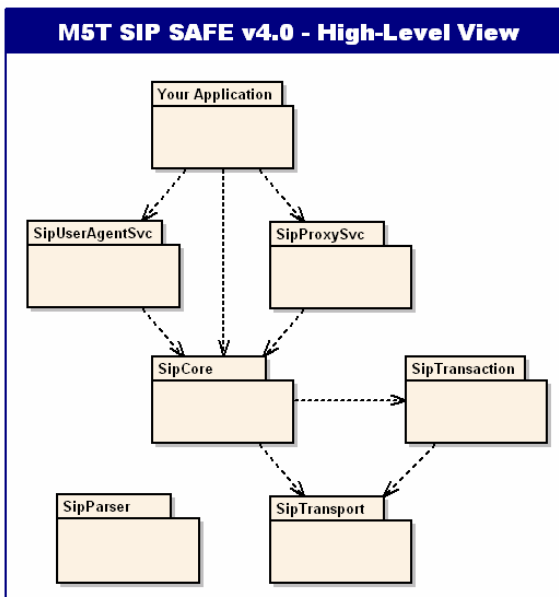 M5T SIP SAFE v4.0 - High-Level View
Your Application
SipUserAgentSvc
SipProxySvc
SipCore
SipTransaction
SipParser
SipTransport